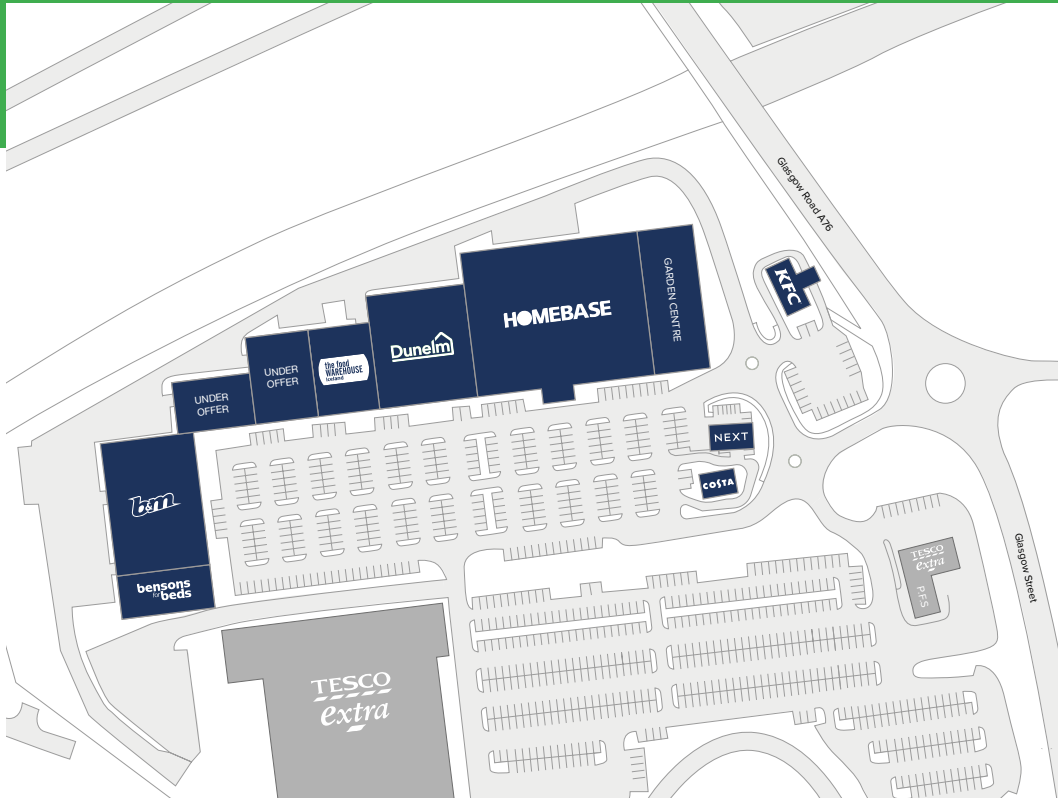 Glasgow Road A76
KFC
GARDEN CENTRE
HOMEBASE
Dunelm
the food
WAREHOUSE
Iceland
UNDER
OFFER
UNDER
OFFER
NEXT
COSTA
b&m
bensons
for beds
TESCO
extra
PFS
Glasgow Street
TESCO
extra